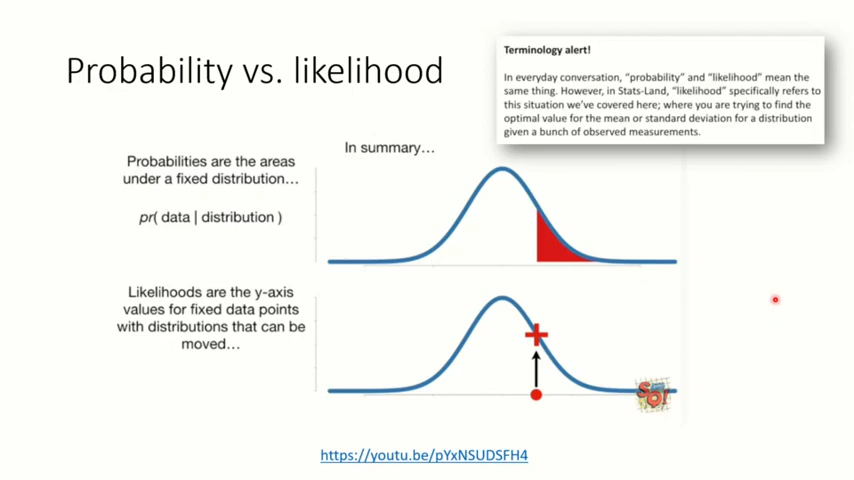 Probability vs. likelihood
Terminology alert!
In everyday conversation, “probability” and “likelihood” mean the
same thing. However, in Stats-Land, “likelihood” specifically refers to
this situation we’ve covered here; where you are trying to find the
optimal value for the mean or standard deviation for a distribution
given a bunch of observed measurements.
In summary…
Probabilities are the areas
under a fixed distribution…
pr( data | distribution )
Likelihoods are the y-axis
values for fixed data points
with distributions that can be
moved…
SQ!
https://youtu.be/pYxNSUDSFH4